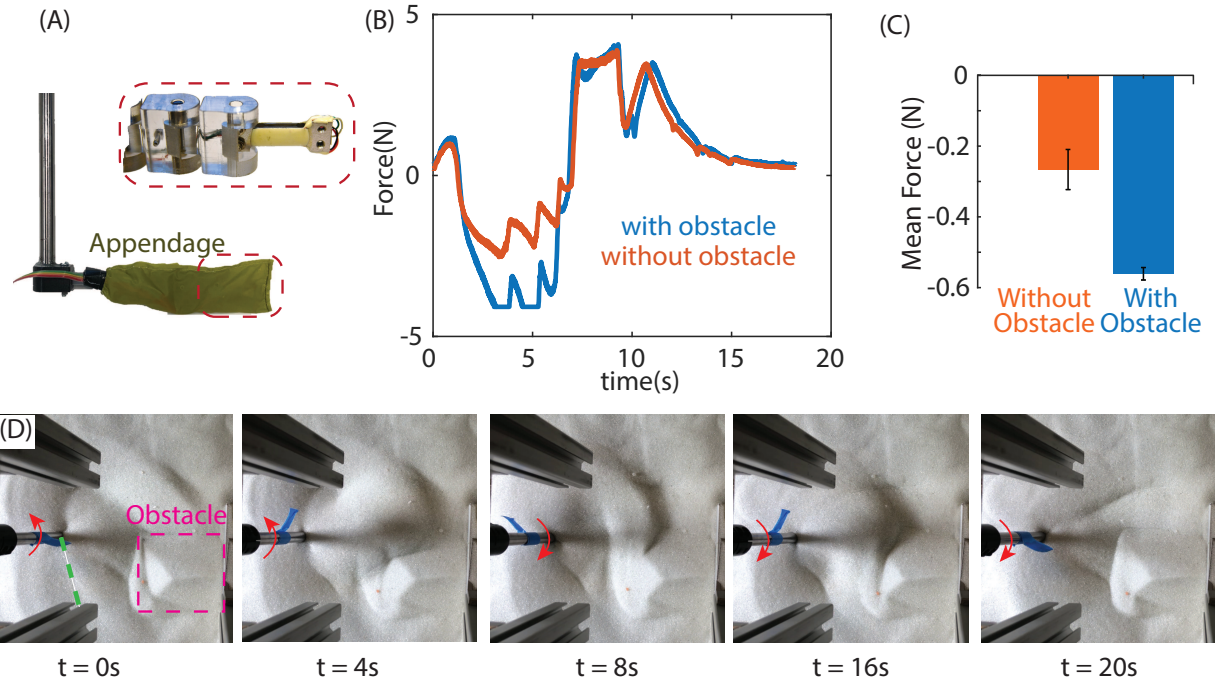 (A)
Appendage
(B)
Force(N)
5
0
-5
with obstacle
without obstacle
0
5
10
15
20
time(s)
(C)
Mean Force (N)
0
-0.2
-0.4
-0.6
Without
Obstacle
With
Obstacle
(D)
Obstacle
t = 0s
t = 4s
t = 8s
t = 16s
t = 20s